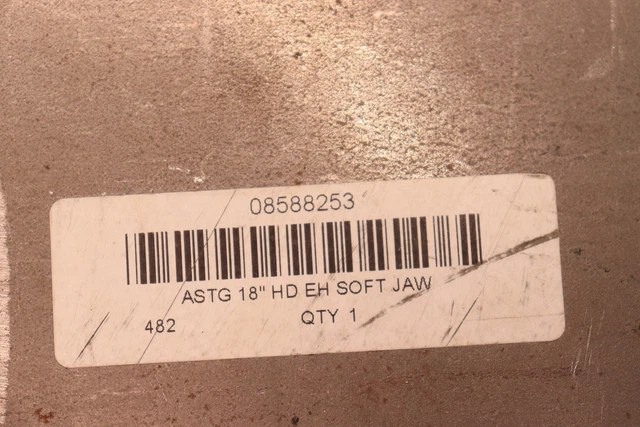 08588253
ASTG 18" HD EH SOFT JAW
482 QTY 1